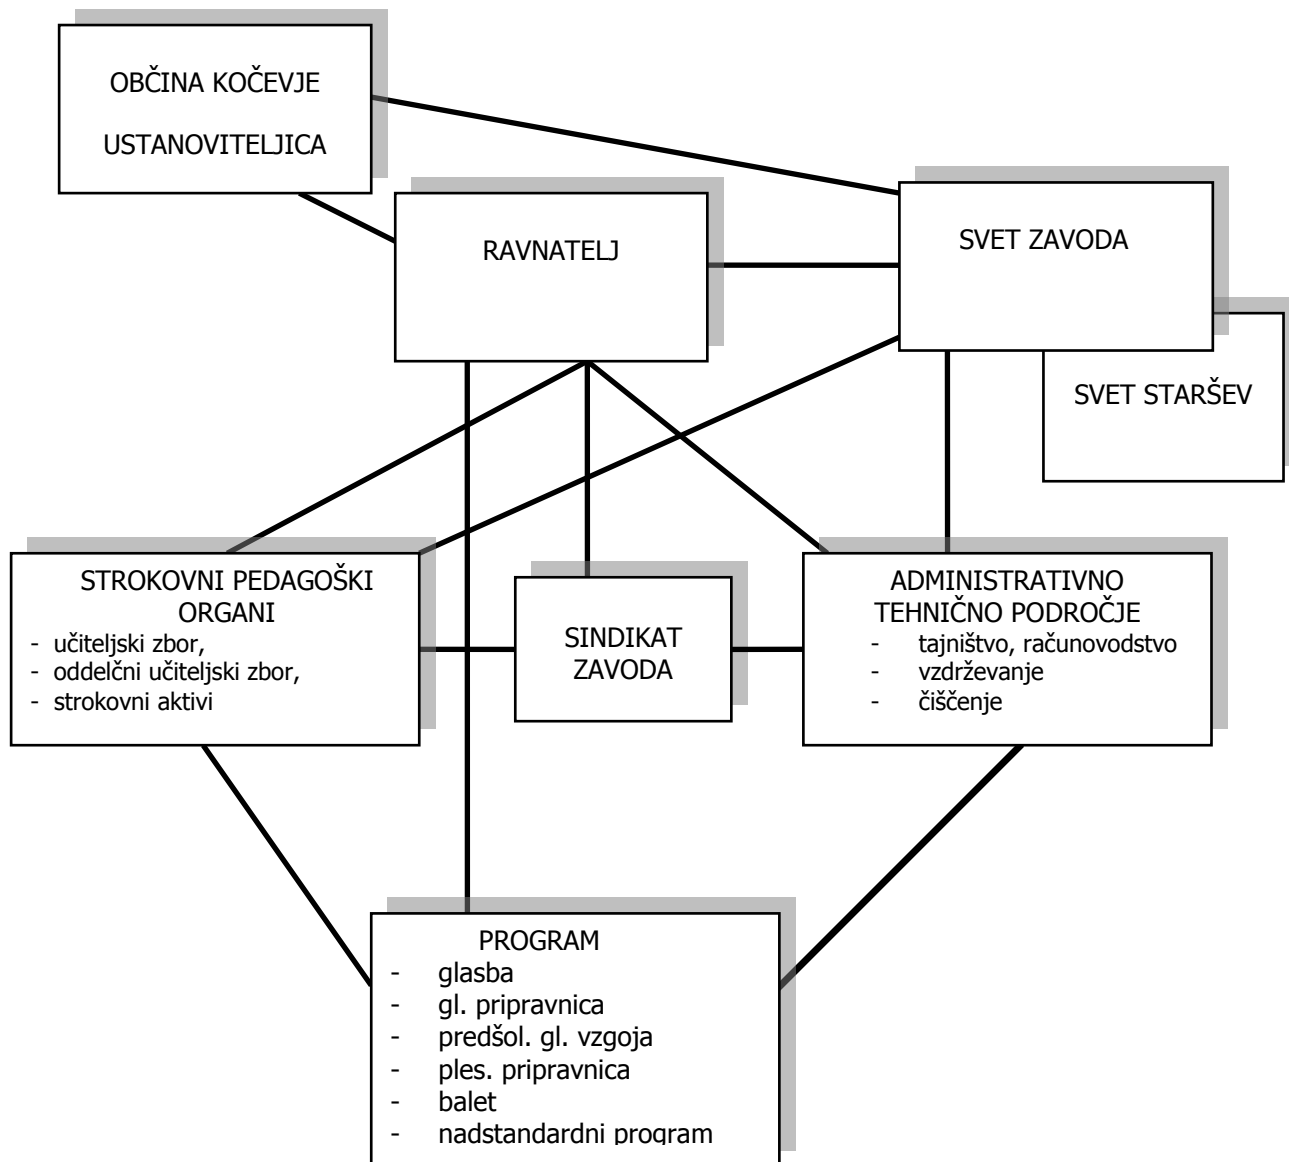 OBČINA KOČEVJE
USTANOVITELJICA
RAVNATELJ
SVET ZAVODA
SVET STARŠEV
STROKOVNI PEDAGOŠKI
ORGANI
- učiteljski zbor,
- oddelčni učiteljski zbor,
- strokovni aktivi
SINDIKAT
ZAVODA
ADMINISTRATIVNO
TEHNIČNO PODROČJE
- tajništvo, računovodstvo
- vzdrževanje
- čiščenje
PROGRAM
- glasba
- gl. pripravnica
- predšol. gl. vzgoja
- ples. pripravnica
- balet
- nadstandardni program